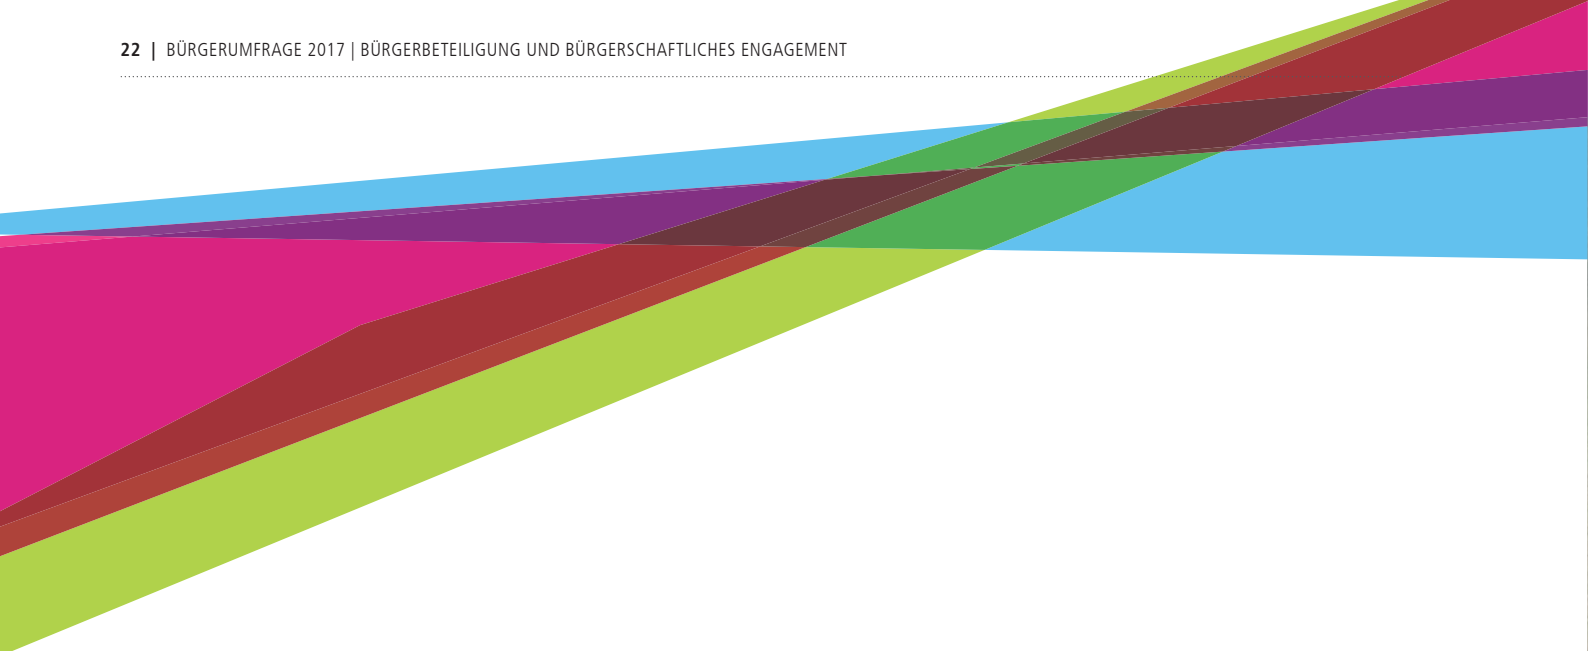 22 | BÜRGERUMFRAGE 2017 | BÜRGERBETEILIGUNG UND BÜRGERSCHAFTLICHES ENGAGEMENT